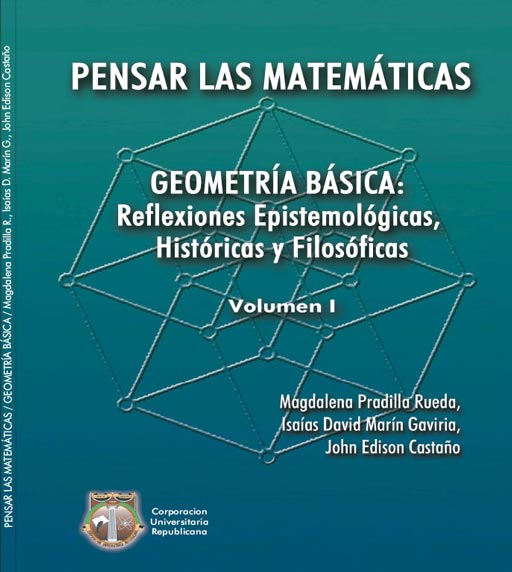 PENSAR LAS MATEMÁTICAS
GEOMETRÍA BÁSICA:
Reflexiones Epistemológicas,
Históricas y Filosóficas
Volumen I
Magdalena Pradilla Rueda,
Isaías David Marín Gaviria,
John Edison Castaño
Corporacion
Universitaria
Republicana
PENSAR LAS MATEMÁTICAS / GEOMETRÍA BÁSICA / Magdalena Pradilla R., Isaías D. Marín G., John Edison Castaño